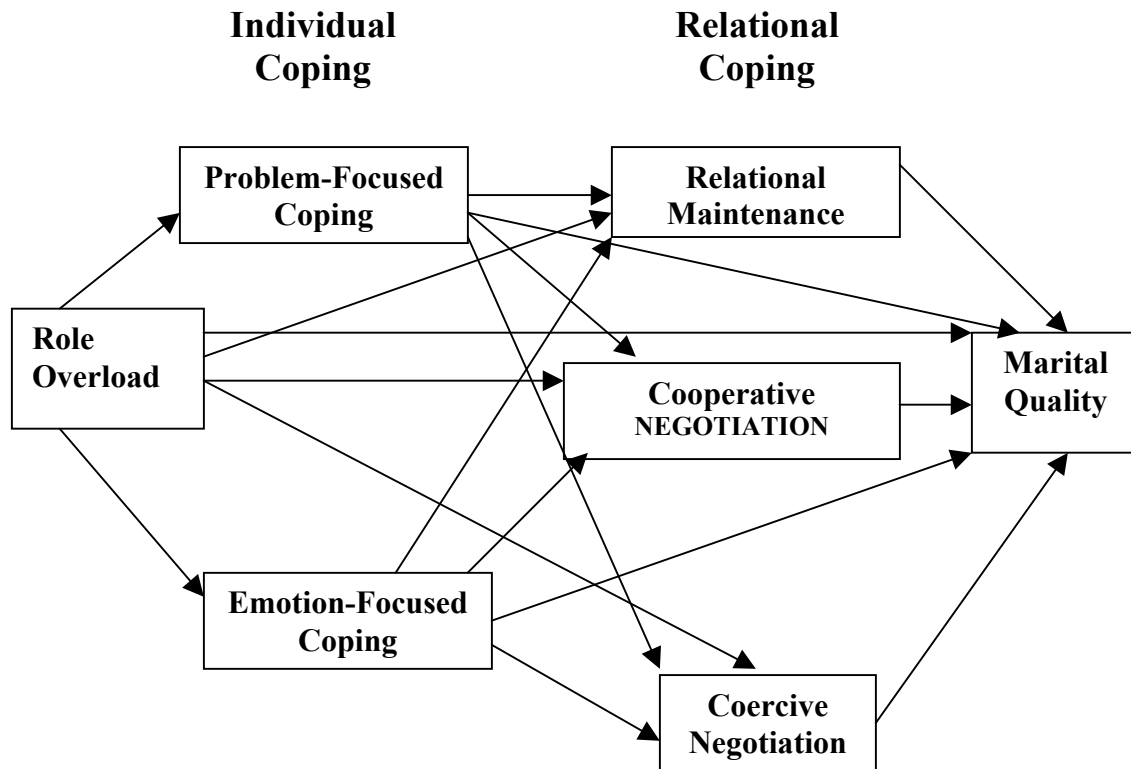 Individual
Coping
Relational
Coping
Problem-Focused
Coping
Relational
Maintenance
Role
Overload
Marital
Quality
Cooperative
NEGOTIATION
Emotion-Focused
Coping
Coercive
Negotiation